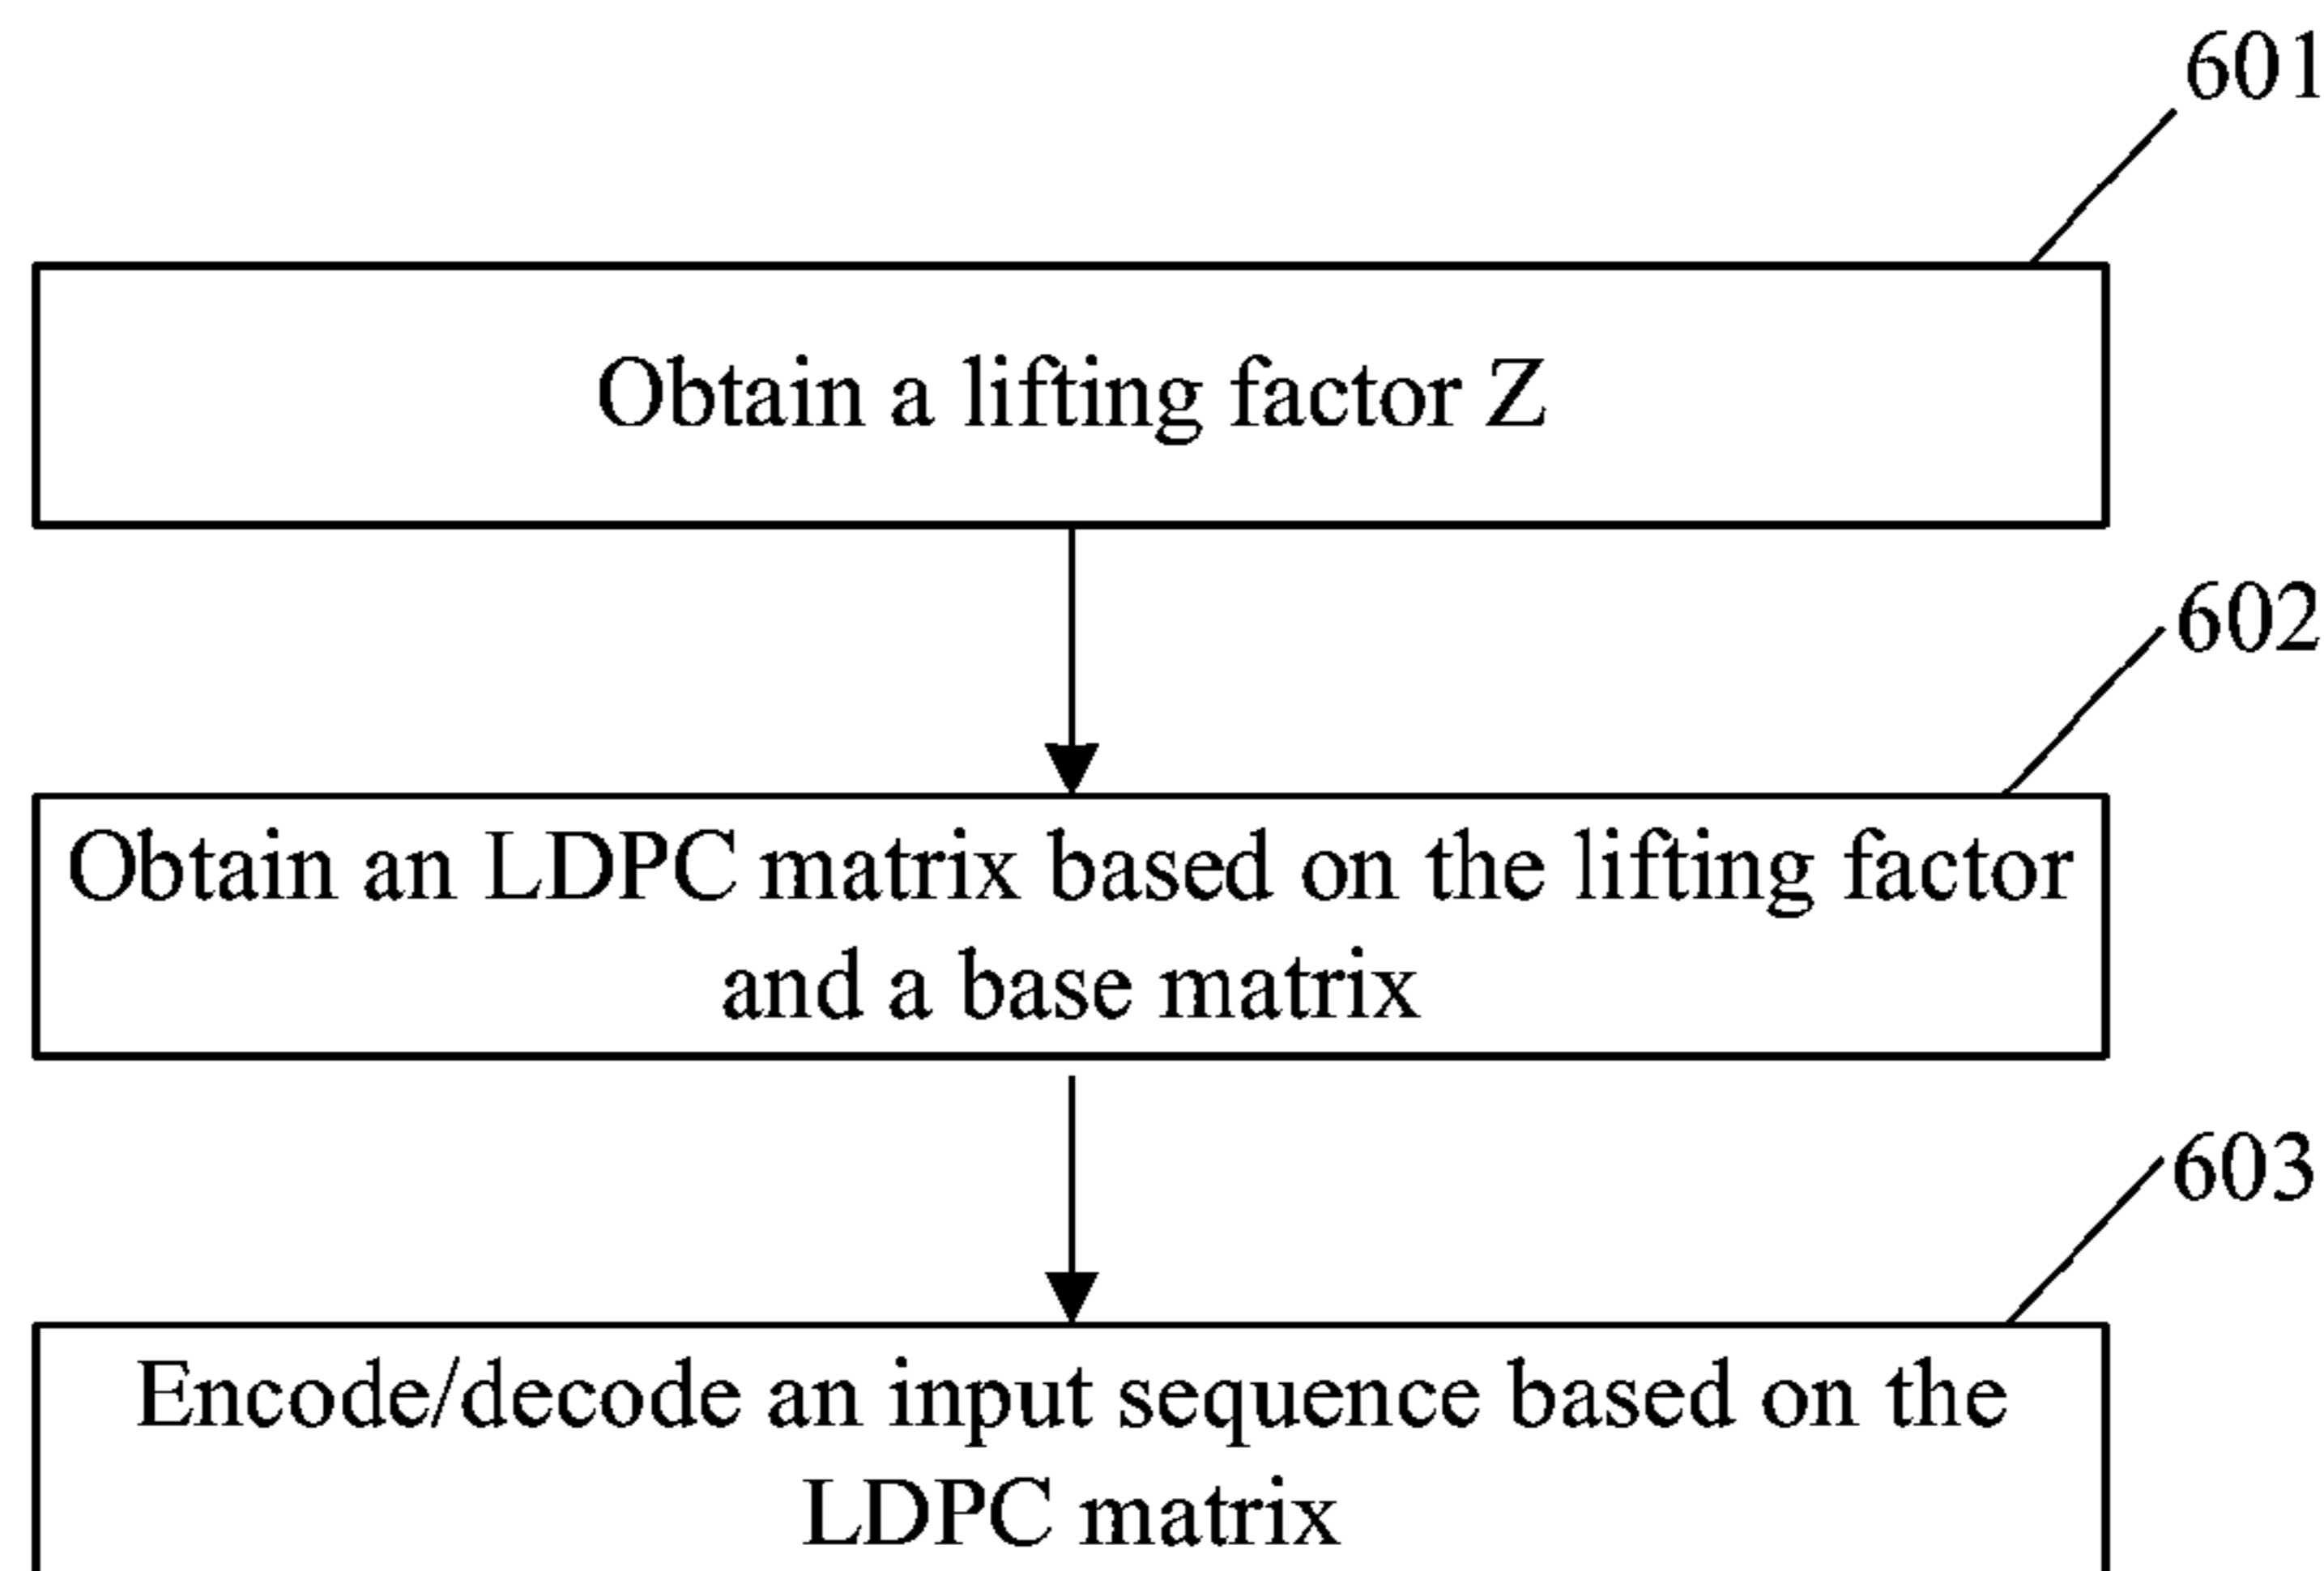 601
Obtain a lifting factor Z
602
Obtain an LDPC matrix based on the lifting factor
and a base matrix
603
Encode/decode an input sequence based on the
LDPC matrix